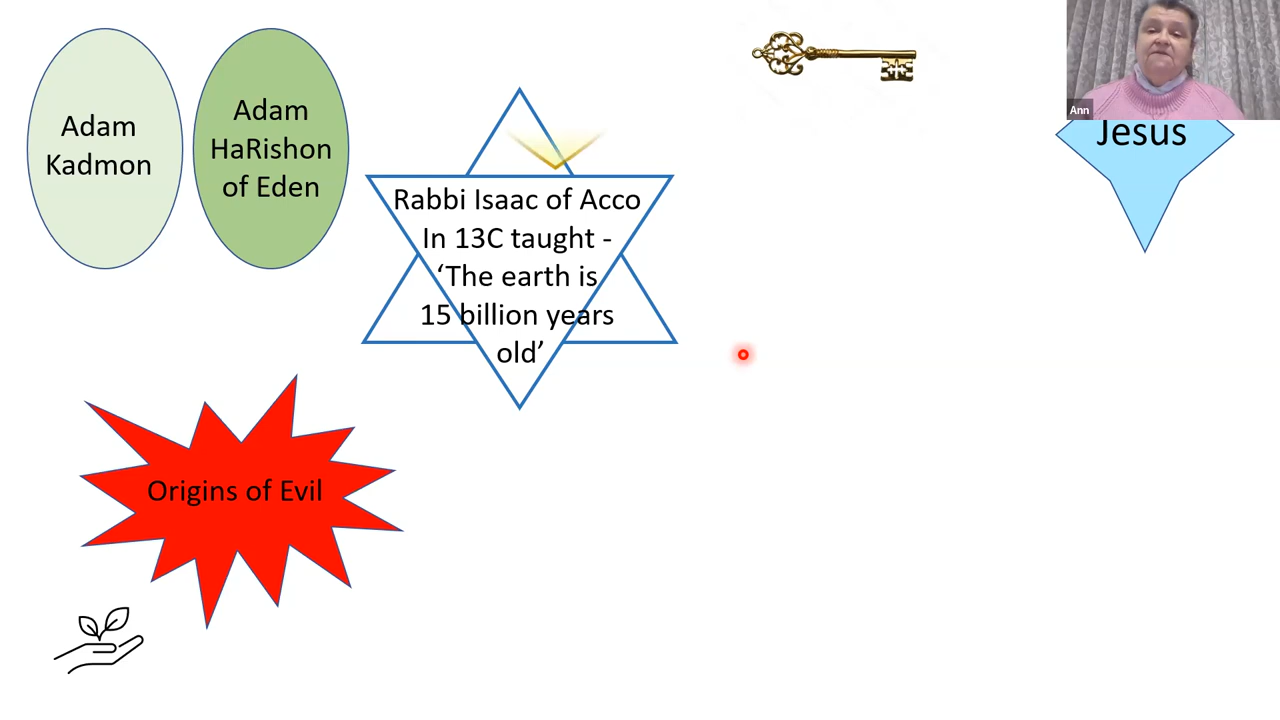 Adam
Kadmon
Adam
HaRishon
of Eden
Rabbi Isaac of Acco
In 13C taught -
‘The earth is
15 billion years
old’
Ann
Jesus
Origins of Evil